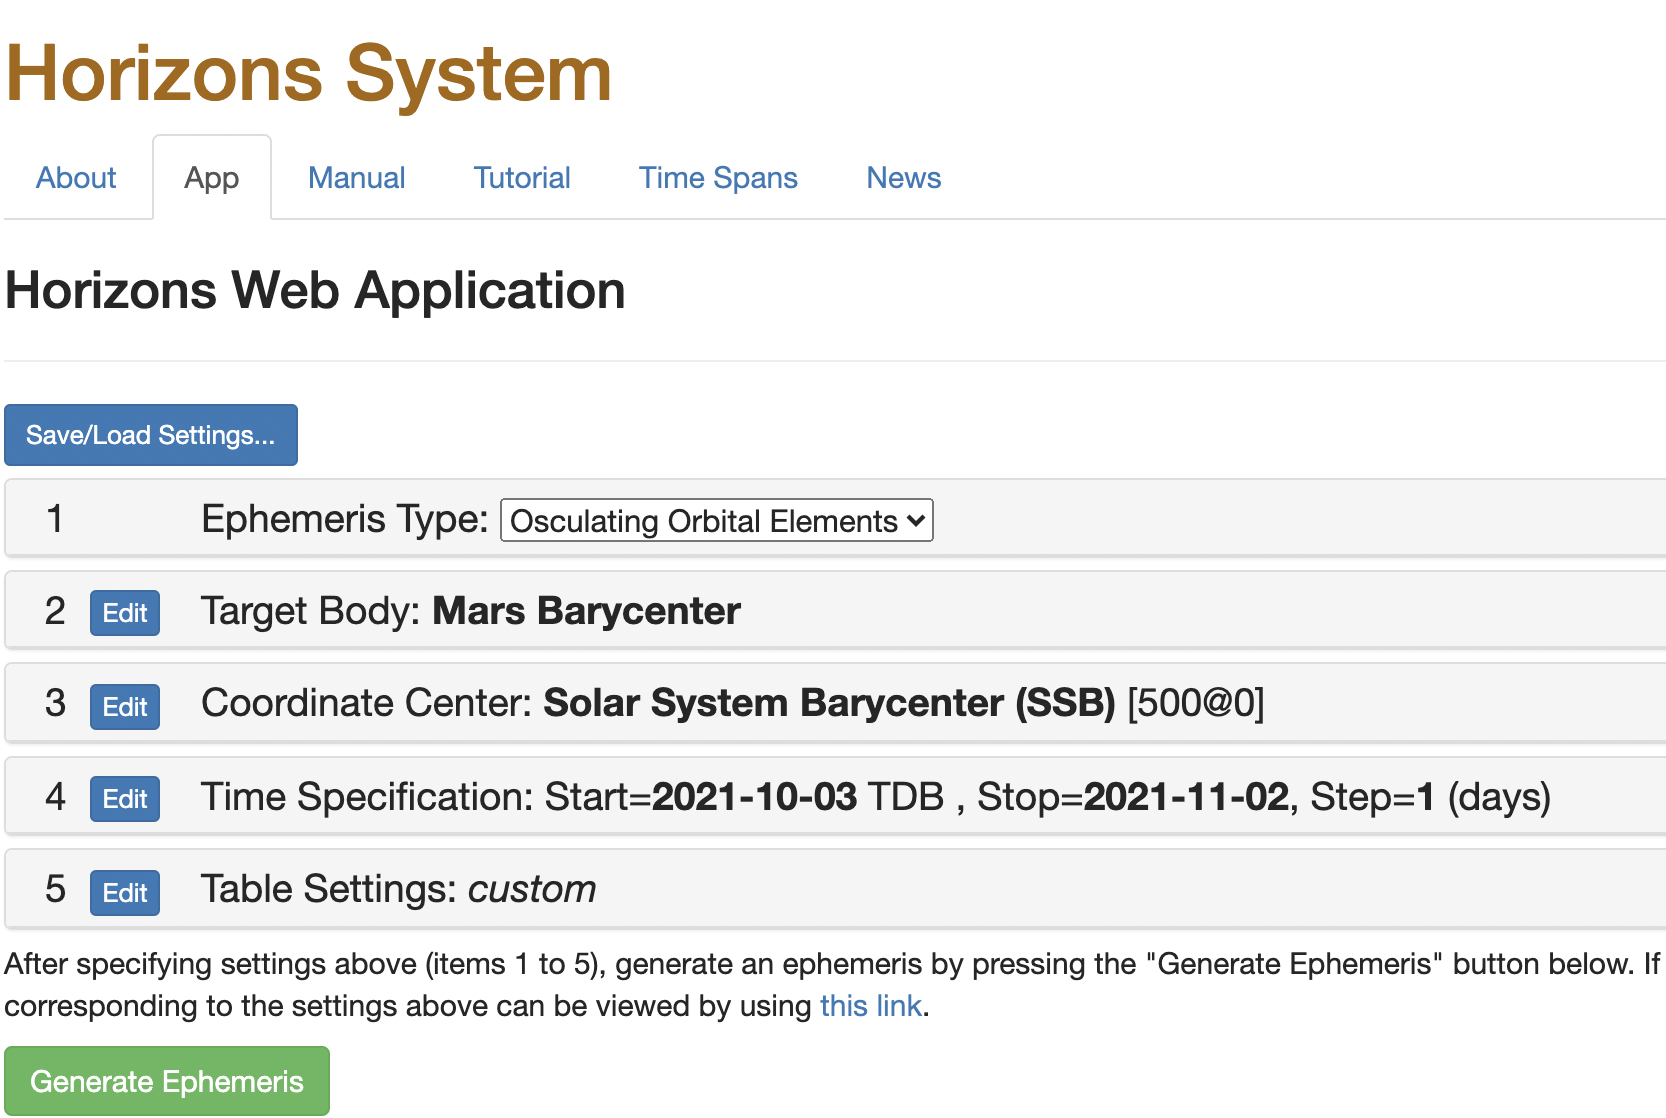 Horizons System
About App Manual Tutorial Time Spans News
Horizons Web Application
Save/Load Settings...
1 Ephemeris Type: Osculating Orbital Elements
2 Edit Target Body: Mars Barycenter
3 Edit Coordinate Center: Solar System Barycenter (SSB) [500@0]
4 Edit Time Specification: Start=2021-10-03 TDB , Stop=2021-11-02, Step=1 (days)
5 Edit Table Settings: custom
After specifying settings above (items 1 to 5), generate an ephemeris by pressing the "Generate Ephemeris" button below. If
corresponding to the settings above can be viewed by using this link.
Generate Ephemeris